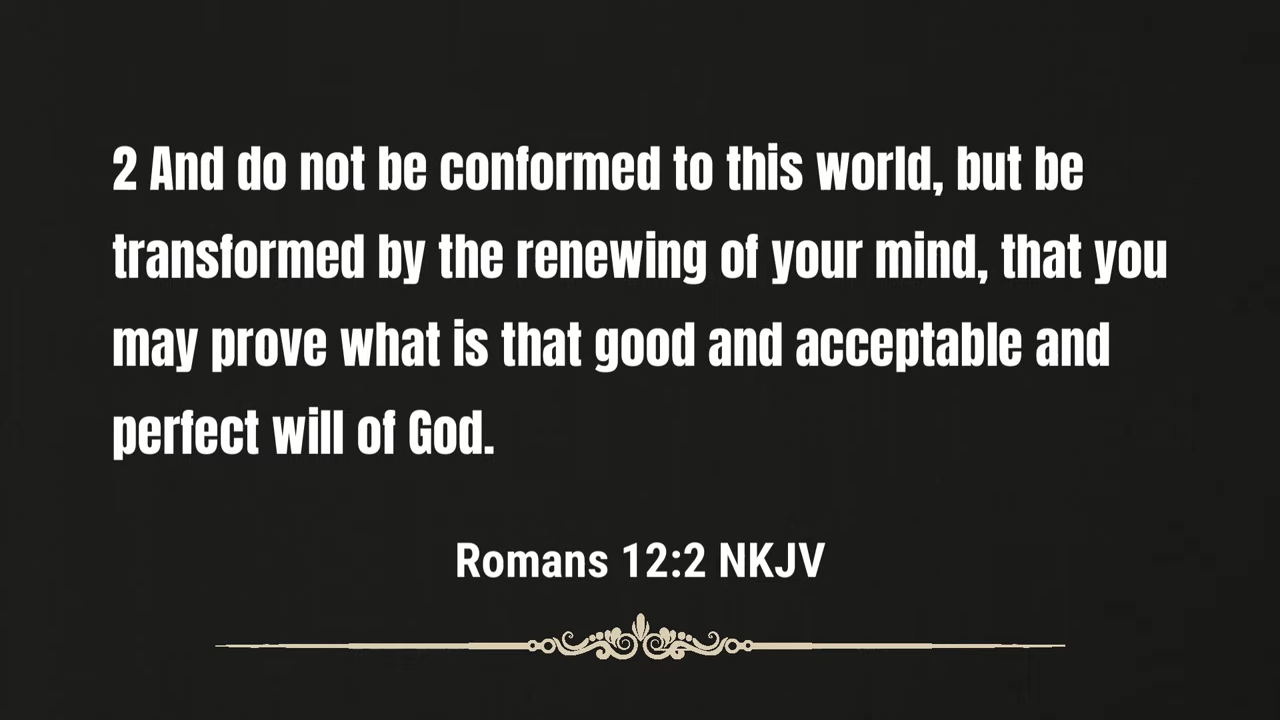 2 And do not be conformed to this world, but be
transformed by the renewing of your mind, that you
may prove what is that good and acceptable and
perfect will of God.
Romans 12:2 NKJV